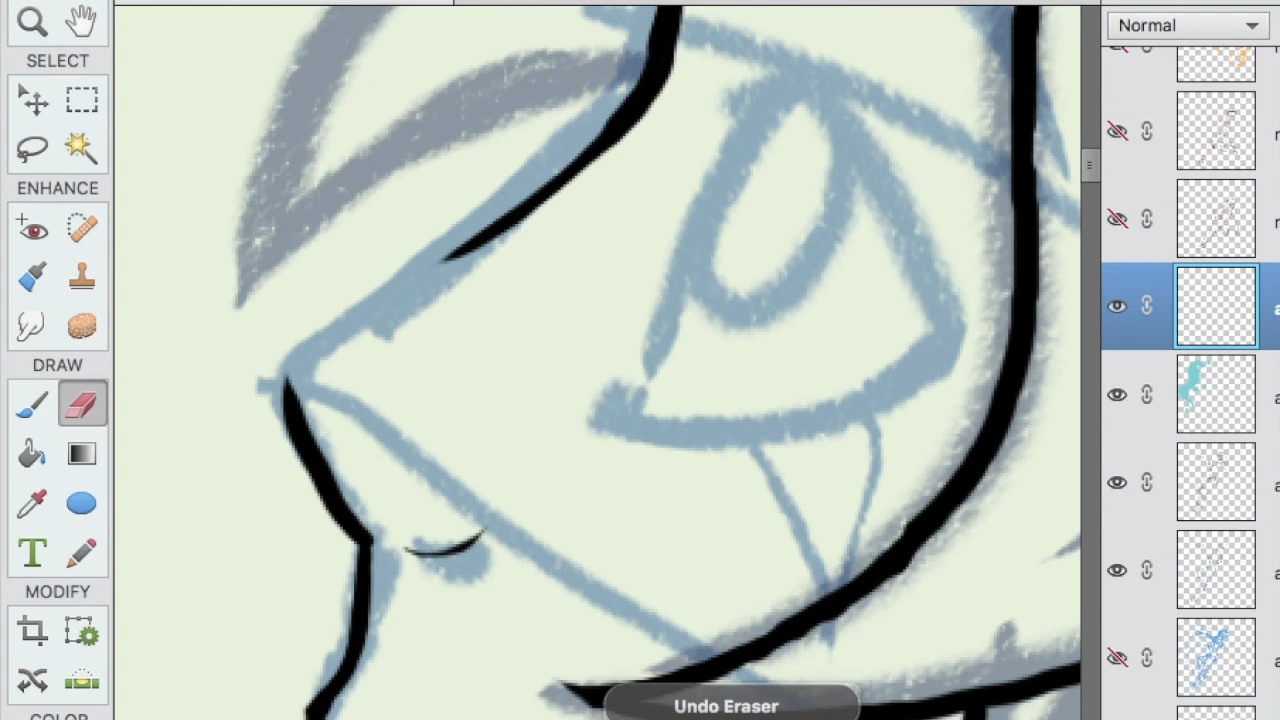 SELECT
ENHANCE
DRAW
T
MODIFY
COLOR
Normal
Undo Eraser